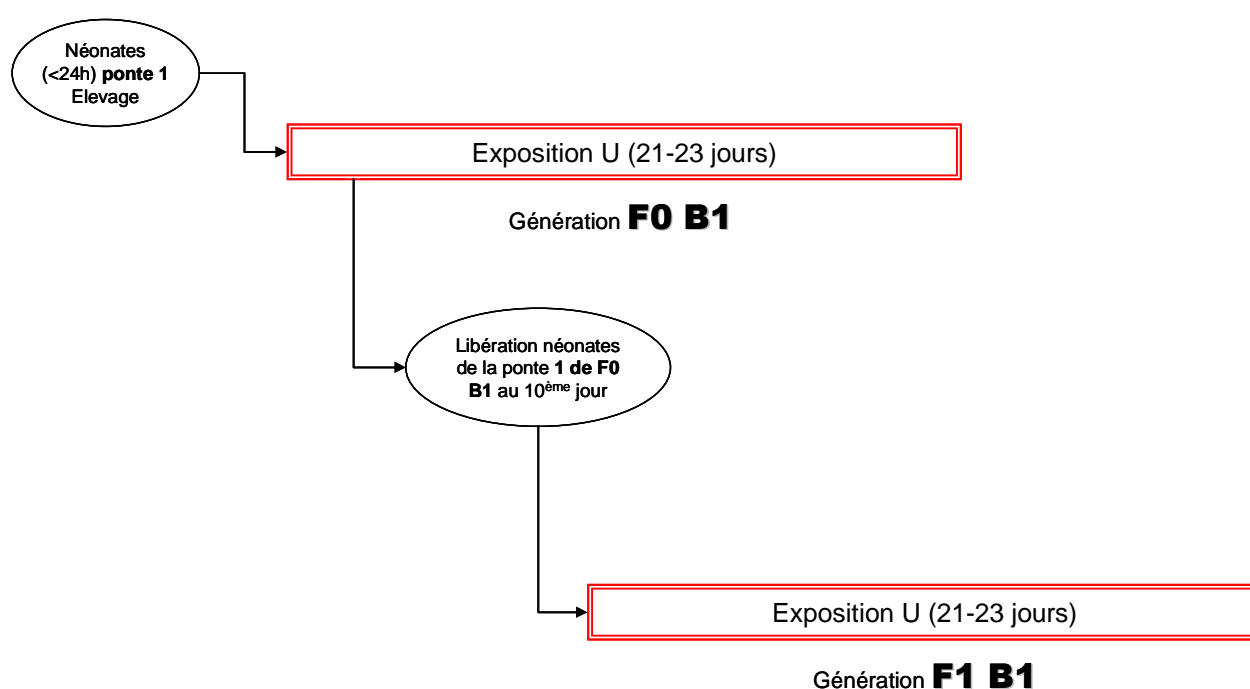 Néonates
(<24h) ponte 1
Elevage
Exposition U (21-23 jours)
Génération F0 B1
Libération néonates
de la ponte 1 de F0
B1 au 10ème jour
Exposition U (21-23 jours)
Génération F1 B1